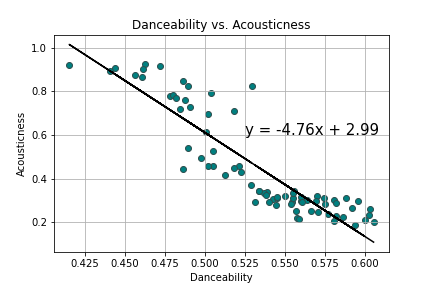 Danceability vs. Acousticness
1.0
0.8
0.6
0.4
0.2
Acousticness
y = -4.76x + 2.99
0.425 0.450 0.475 0.500 0.525 0.550 0.575 0.600
Danceability